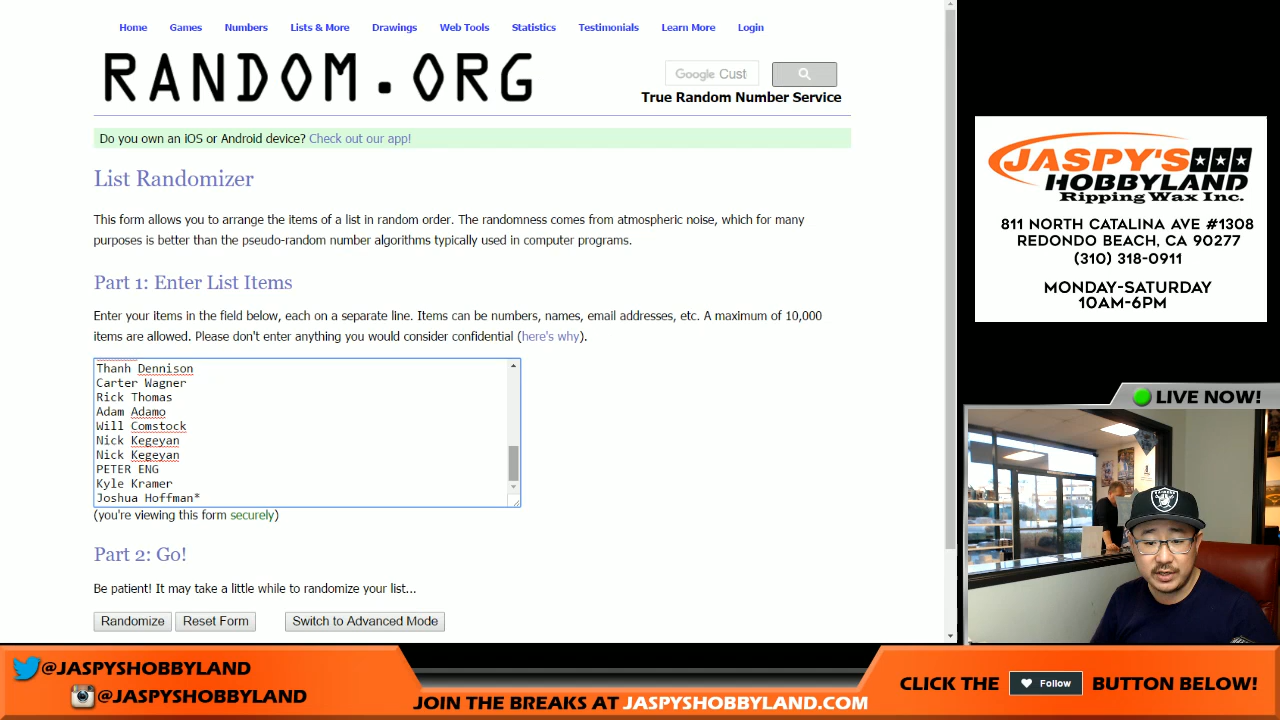 Home Games Numbers Lists & More Drawings Web Tools Statistics Testimonials Learn More Login
RANDOM.ORG
Google Cust
True Random Number Service
Do you own an iOS or Android device? Check out our app!
List Randomizer
This form allows you to arrange the items of a list in random order. The randomness comes from atmospheric noise, which for many
purposes is better than the pseudo-random number algorithms typically used in computer programs.
Part 1: Enter List Items
Enter your items in the field below, each on a separate line. Items can be numbers, names, email addresses, etc. A maximum of 10,000
items are allowed. Please don't enter anything you would consider confidential (here's why).
Thanh Dennison
Carter Wagner
Rick Thomas
Adam Adamo
Will Comstock
Nick Kegeyan
Nick Kegeyan
PETER ENG
Kyle Kramer
Joshua Hoffman*
(you're viewing this form securely)
Part 2: Go!
Be patient! It may take a little while to randomize your list...
Randomize Reset Form Switch to Advanced Mode
JASPY'S
HOBBYLAND
Ripping Wax Inc.
811 NORTH CATALINA AVE #1308
REDONDO BEACH, CA 90277
(310) 318-0911
MONDAY-SATURDAY
10AM-6PM
LIVE NOW!
@JASPYSHOBBYLAND
@JASPYSHOBBYLAND
JOIN THE BREAKS AT JASPYSHOBBYLAND.COM
CLICK THE Follow BUTTON BELOW!